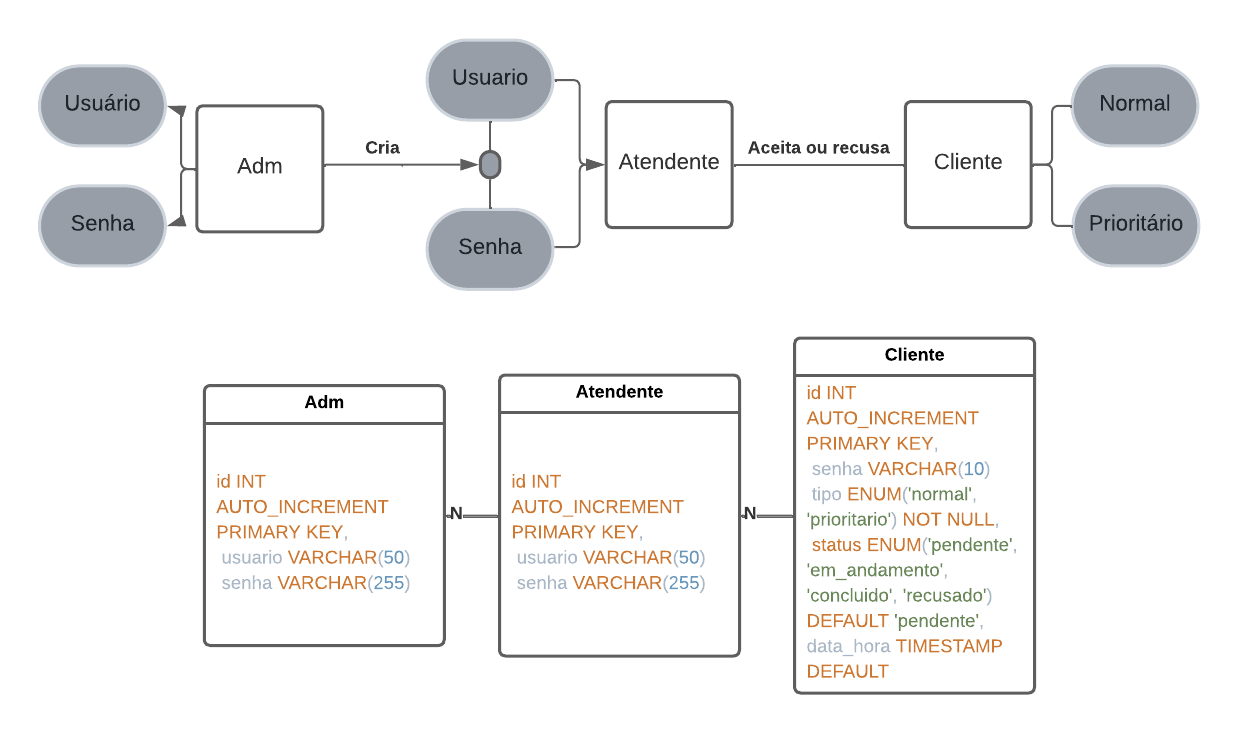 Usuário
Senha
Adm
Cria
Usuario
Senha
Atendente
Aceita ou recusa
Cliente
Normal
Prioritário
Adm
id INT
AUTO_INCREMENT
PRIMARY KEY,
usuario VARCHAR(50)
senha VARCHAR(255)
N
Atendente
id INT
AUTO_INCREMENT
PRIMARY KEY,
usuario VARCHAR(50)
senha VARCHAR(255)
N
Cliente
id INT
AUTO_INCREMENT
PRIMARY KEY,
senha VARCHAR(10)
tipo ENUM('normal',
'prioritario') NOT NULL,
status ENUM('pendente',
'em_andamento',
'concluido', 'recusado')
DEFAULT 'pendente',
data_hora TIMESTAMP
DEFAULT